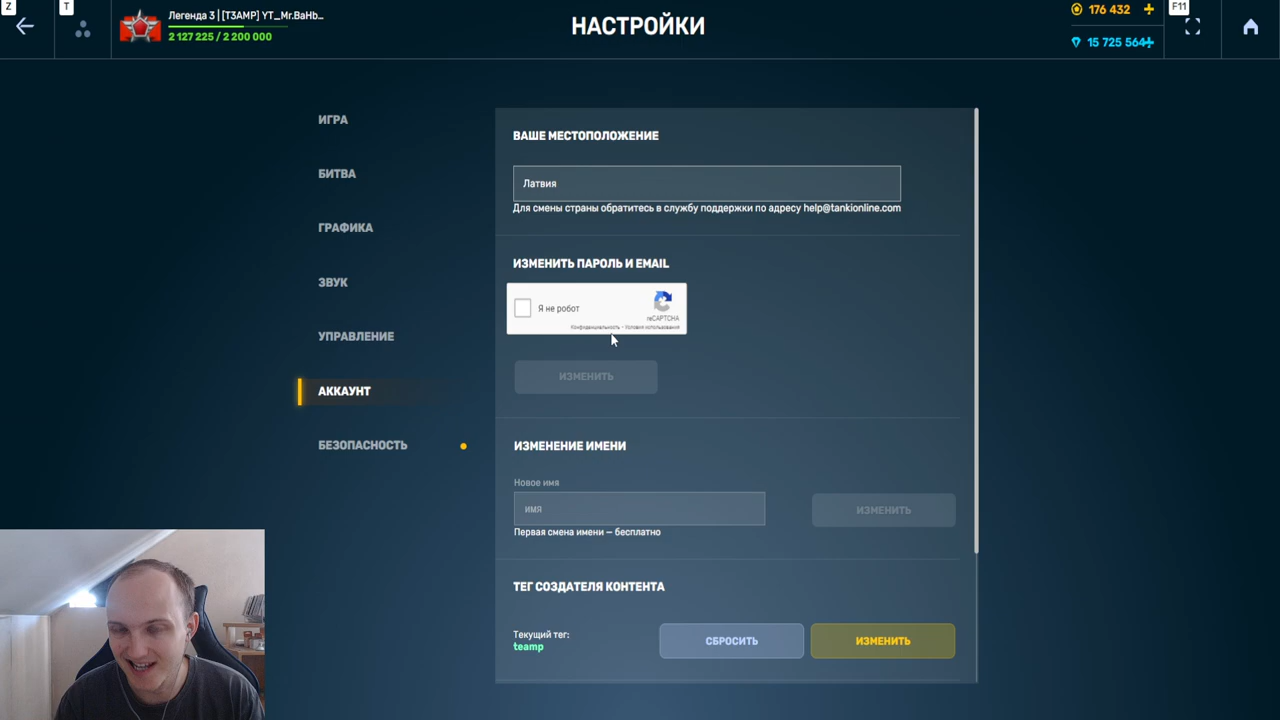 Z
T
Легенда 3 | [T3AMP] YT_Mr.BaHb...
2 127 225 / 2 200 000
НАСТРОЙКИ
176 432
15 725 564
F11
ИГРА
БИТВА
ГРАФИКА
ЗВУК
УПРАВЛЕНИЕ
АККАУНТ
БЕЗОПАСНОСТЬ
ВАШЕ МЕСТОПОЛОЖЕНИЕ
Латвия
Для смены страны обратитесь в службу поддержки по адресу help@tankionline.com
ИЗМЕНИТЬ ПАРОЛЬ И EMAIL
Я не робот
reCAPTCHA
Конфиденциальность - Условия использования
ИЗМЕНИТЬ
ИЗМЕНЕНИЕ ИМЕНИ
Новое имя
имя
ИЗМЕНИТЬ
Первая смена имени — бесплатно
ТЕГ СОЗДАТЕЛЯ КОНТЕНТА
Текущий тег:
teamp
СБРОСИТЬ
ИЗМЕНИТЬ